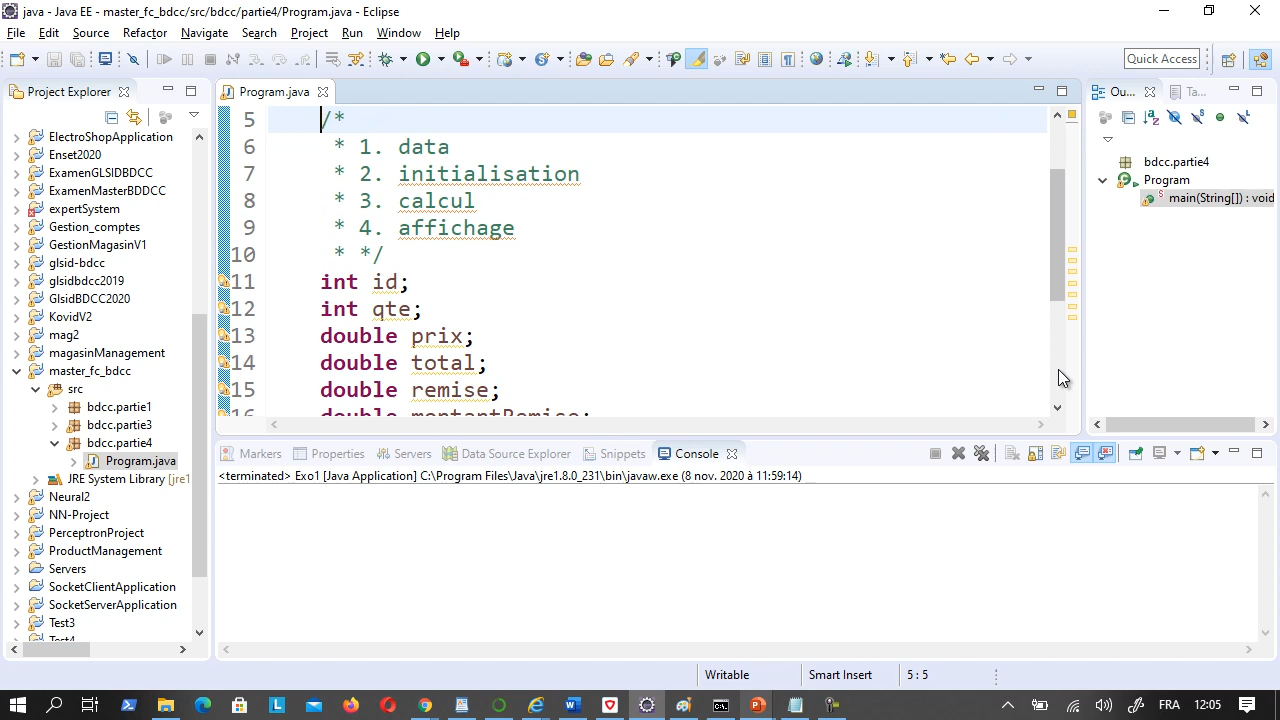 java - Java EE - master_fc_bdcc/src/bdcc/partie4/Program.java - Eclipse
File Edit Source Refactor Navigate Search Project Run Window Help
Quick Access
Project Explorer
ElectroShopApplication
Enset2020
ExamenGLSIDBDCC
ExamenMasterBDDCC
expertSystem
Gestion_comptes
GestionMagasinV1
glsid-bdcc
glsidbdcc2019
GlsidBDCC2020
KovidV2
mag2
magasinManagement
master_fc_bdcc
src
bdcc.partie1
bdcc.partie3
bdcc.partie4
Program.java
JRE System Library [jre1
Neural2
NN-Project
PerceptronProject
ProductManagement
Servers
SocketClientApplication
SocketServerApplication
Test3
Test4
Program.java
5 /*
6 * 1. data
7 * 2. initialisation
8 * 3. calcul
9 * 4. affichage
10 * */
11 int id;
12 int qte;
13 double prix;
14 double total;
15 double remise;
16 double montantRemise;
Ou... Ta...
bdcc.partie4
Program
main(String[]) : void
Markers Properties Servers Data Source Explorer Snippets Console
<terminated> Exo1 [Java Application] C:\Program Files\Java\jre1.8.0_231\bin\javaw.exe (8 nov. 2020 à 11:59:14)
Writable Smart Insert 5 : 5
FRA 12:05